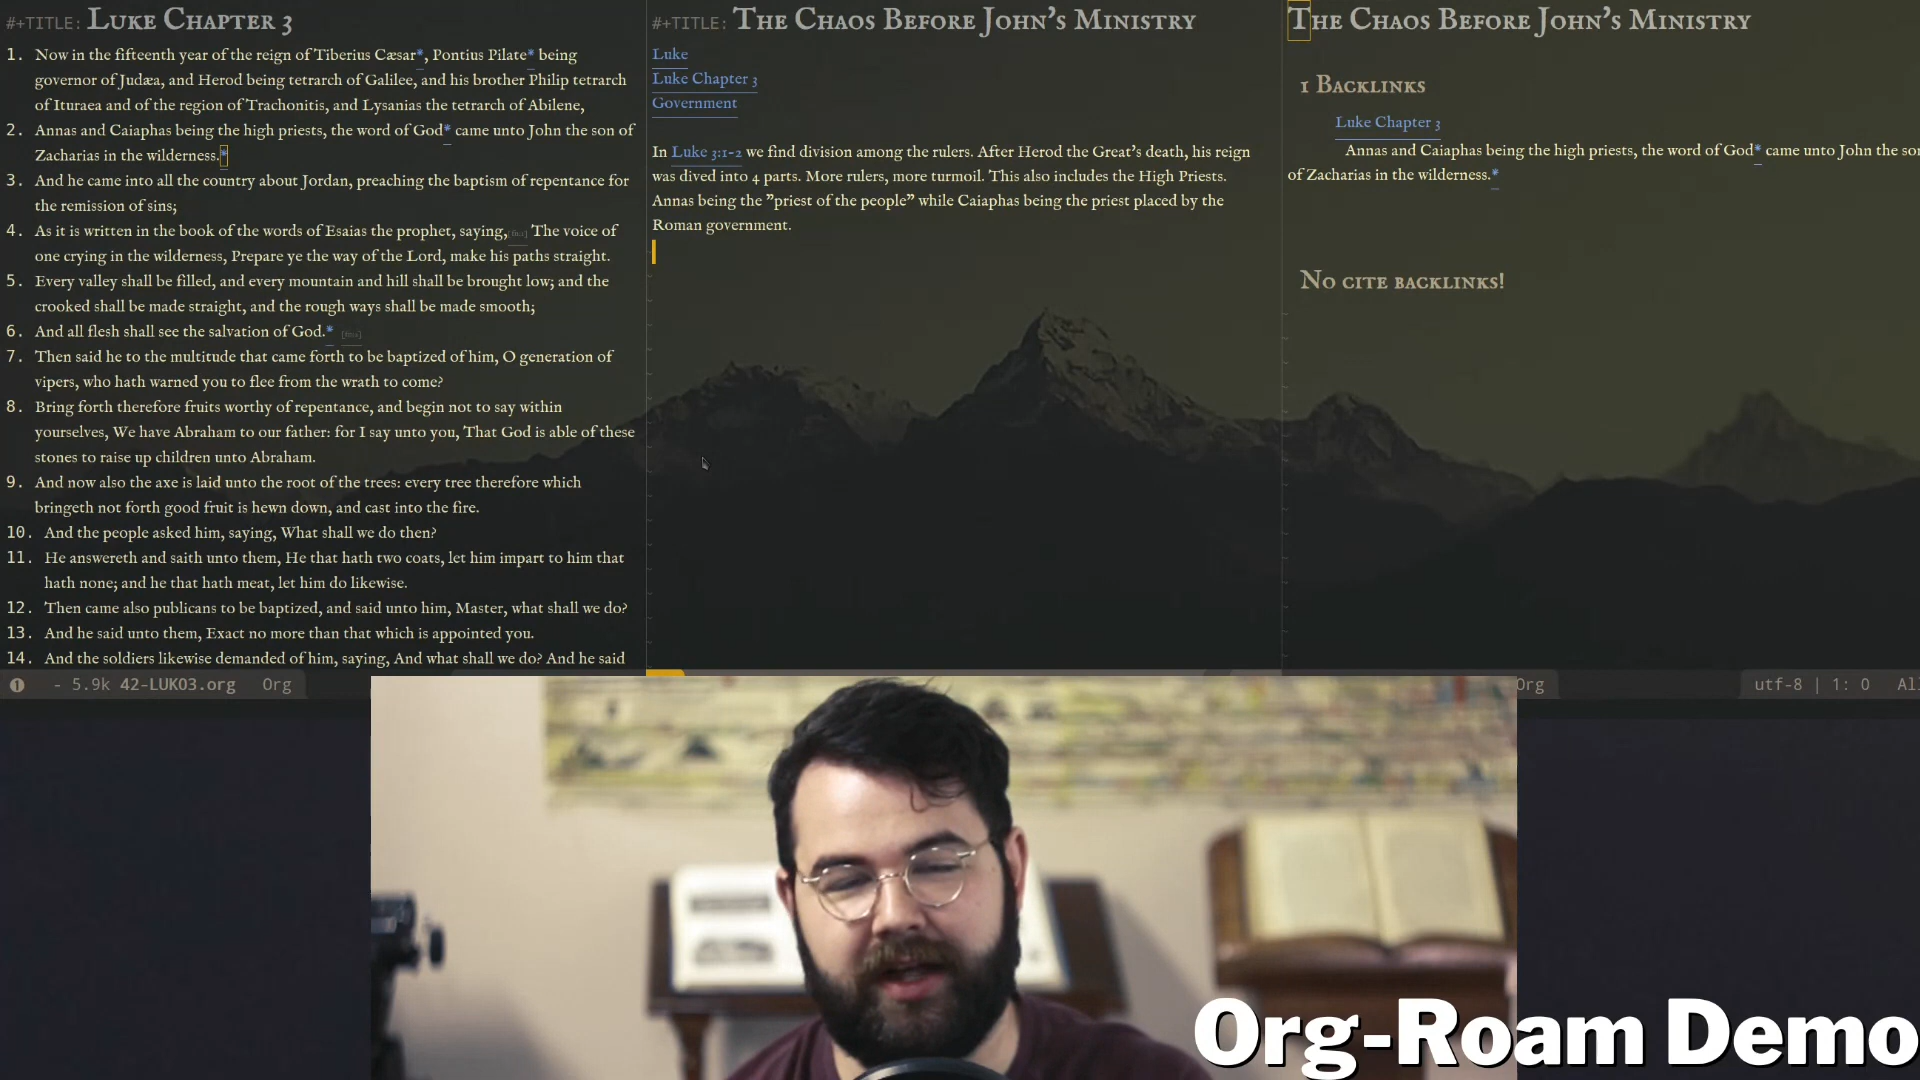 #+TITLE: Luke Chapter 3
1. Now in the fifteenth year of the reign of Tiberius Cæsar*, Pontius Pilate* being
governor of Judæa, and Herod being tetrarch of Galilee, and his brother Philip tetrarch
of Ituraea and of the region of Trachonitis, and Lysanias the tetrarch of Abilene,
2. Annas and Caiaphas being the high priests, the word of God* came unto John the son of
Zacharias in the wilderness.*
3. And he came into all the country about Jordan, preaching the baptism of repentance for
the remission of sins;
4. As it is written in the book of the words of Esaias the prophet, saying, The voice of
one crying in the wilderness, Prepare ye the way of the Lord, make his paths straight.
5. Every valley shall be filled, and every mountain and hill shall be brought low; and the
crooked shall be made straight, and the rough ways shall be made smooth;
6. And all flesh shall see the salvation of God.*
7. Then said he to the multitude that came forth to be baptized of him, O generation of
vipers, who hath warned you to flee from the wrath to come?
8. Bring forth therefore fruits worthy of repentance, and begin not to say within
yourselves, We have Abraham to our father: for I say unto you, That God is able of these
stones to raise up children unto Abraham.
9. And now also the axe is laid unto the root of the trees: every tree therefore which
bringeth not forth good fruit is hewn down, and cast into the fire.
10. And the people asked him, saying, What shall we do then?
11. He answereth and saith unto them, He that hath two coats, let him impart to him that
hath none; and he that hath meat, let him do likewise.
12. Then came also publicans to be baptized, and said unto him, Master, what shall we do?
13. And he said unto them, Exact no more than that which is appointed you.
14. And the soldiers likewise demanded of him, saying, And what shall we do? And he said
1 - 5.9k 42-LUK03.org Org
#+TITLE: The Chaos Before John's Ministry
Luke
Luke Chapter 3
Government
In Luke 3:1-2 we find division among the rulers. After Herod the Great's death, his reign
was dived into 4 parts. More rulers, more turmoil. This also includes the High Priests.
Annas being the "priest of the people" while Caiaphas being the priest placed by the
Roman government.
The Chaos Before John's Ministry
1 Backlinks
Luke Chapter 3
Annas and Caiaphas being the high priests, the word of God* came unto John the son
of Zacharias in the wilderness.*
No cite backlinks!
Org utf-8 | 1: 0 All
Org-Roam Demo